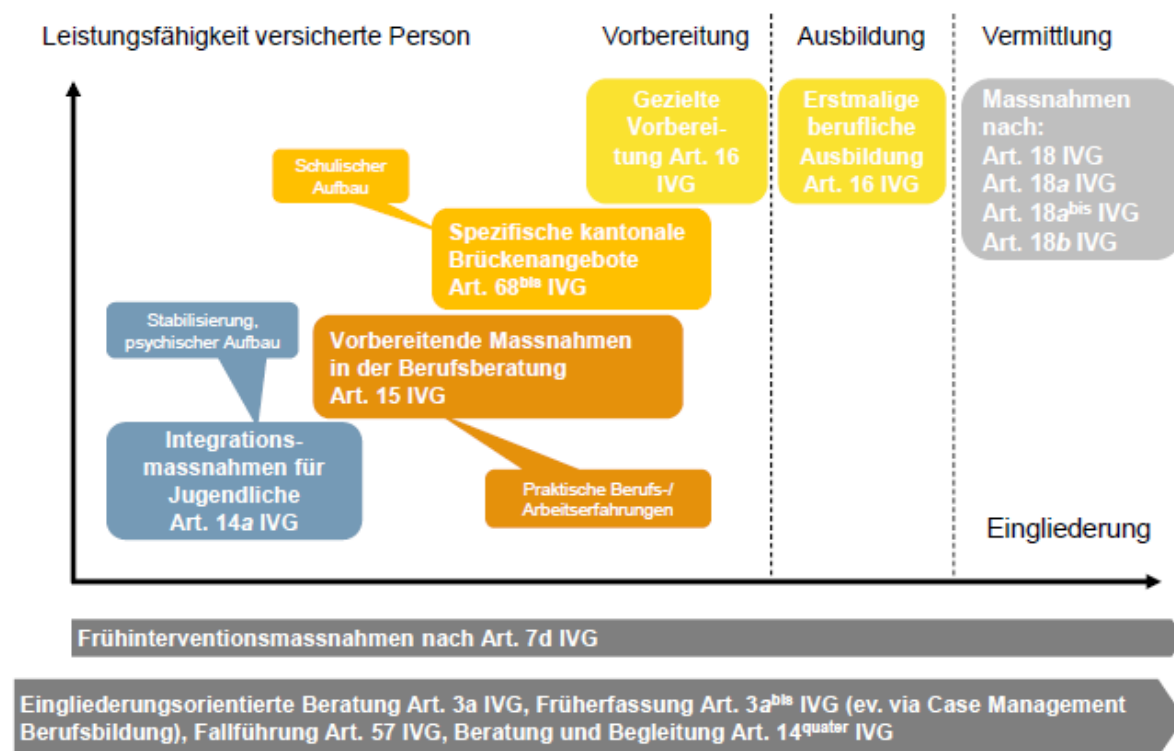 Leistungsfähigkeit versicherte Person
Vorbereitung
Ausbildung
Vermittlung
Gezielte
Vorberei-
tung Art. 16
IVG
Erstmalige
berufliche
Ausbildung
Art. 16 IVG
Massnahmen
nach:
Art. 18 IVG
Art. 18a IVG
Art. 18aᵇⁱˢ IVG
Art. 18b IVG
Schulischer
Aufbau
Spezifische kantonale
Brückenangebote
Art. 68ᵇⁱˢ IVG
Stabilisierung,
psychischer Aufbau
Vorbereitende Massnahmen
in der Berufsberatung
Art. 15 IVG
Integrations-
massnahmen für
Jugendliche
Art. 14a IVG
Praktische Berufs-/
Arbeitserfahrungen
Eingliederung
Frühinterventionsmassnahmen nach Art. 7d IVG
Eingliederungsorientierte Beratung Art. 3a IVG, Früherfassung Art. 3aᵇⁱˢ IVG (ev. via Case Management
Berufsbildung), Fallführung Art. 57 IVG, Beratung und Begleitung Art. 14quater IVG